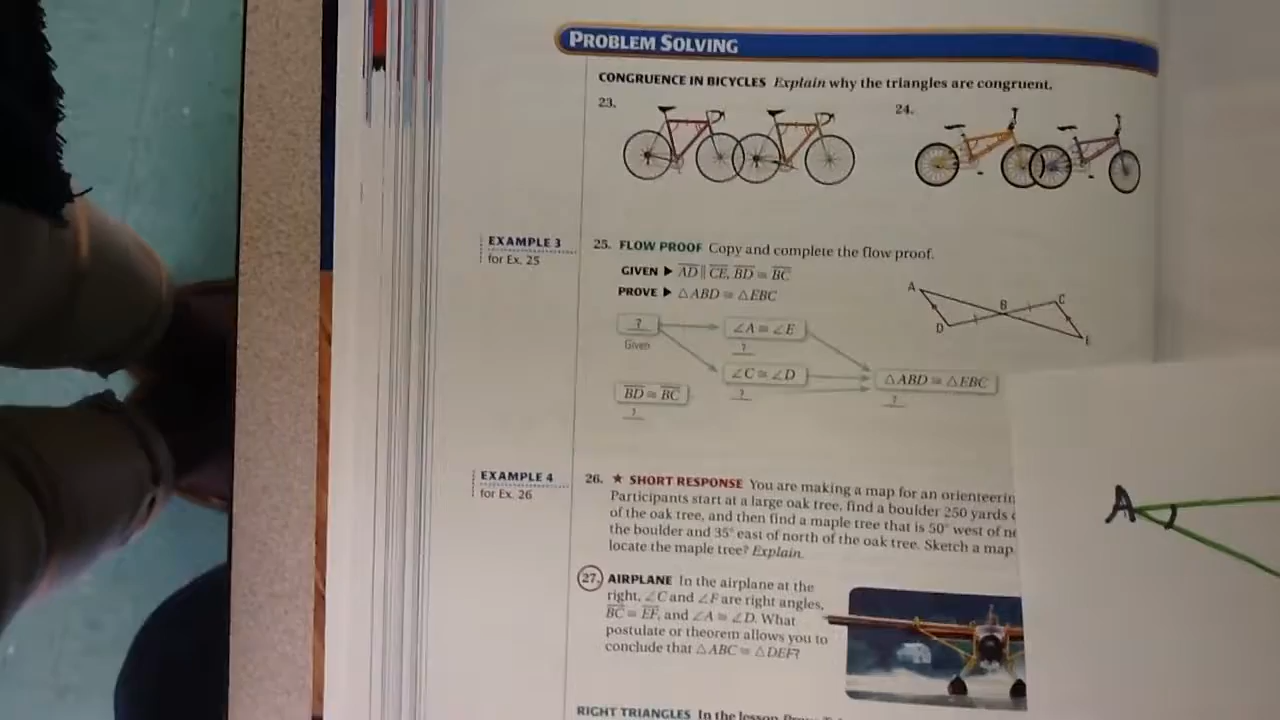 PROBLEM SOLVING
CONGRUENCE IN BICYCLES Explain why the triangles are congruent.
23.
24.
EXAMPLE 3
for Ex. 25
25. FLOW PROOF Copy and complete the flow proof.
GIVEN ▶ AD ∥ CE, BD ≅ BC
PROVE ▶ △ABD ≅ △EBC
A
B
C
D
?
Given
∠A ≅ ∠E
?
∠C ≅ ∠D
?
△ABD ≅ △EBC
?
BD ≅ BC
?
EXAMPLE 4
for Ex. 26
26. ★ SHORT RESPONSE You are making a map for an
Participants start at a large oak tree, find a boulder 250 yards
of the oak tree, and then find a maple tree that is 50° west of
the boulder and 35° east of north of the oak tree. Sketch a map
locate the maple tree? Explain.
A
27. AIRPLANE In the airplane at the
right, ∠C and ∠F are right angles,
BC ≅ EF, and ∠A ≅ ∠D. What
postulate or theorem allows you to
conclude that △ABC ≅ △DEF?
RIGHT TRIANGLES In the lesson